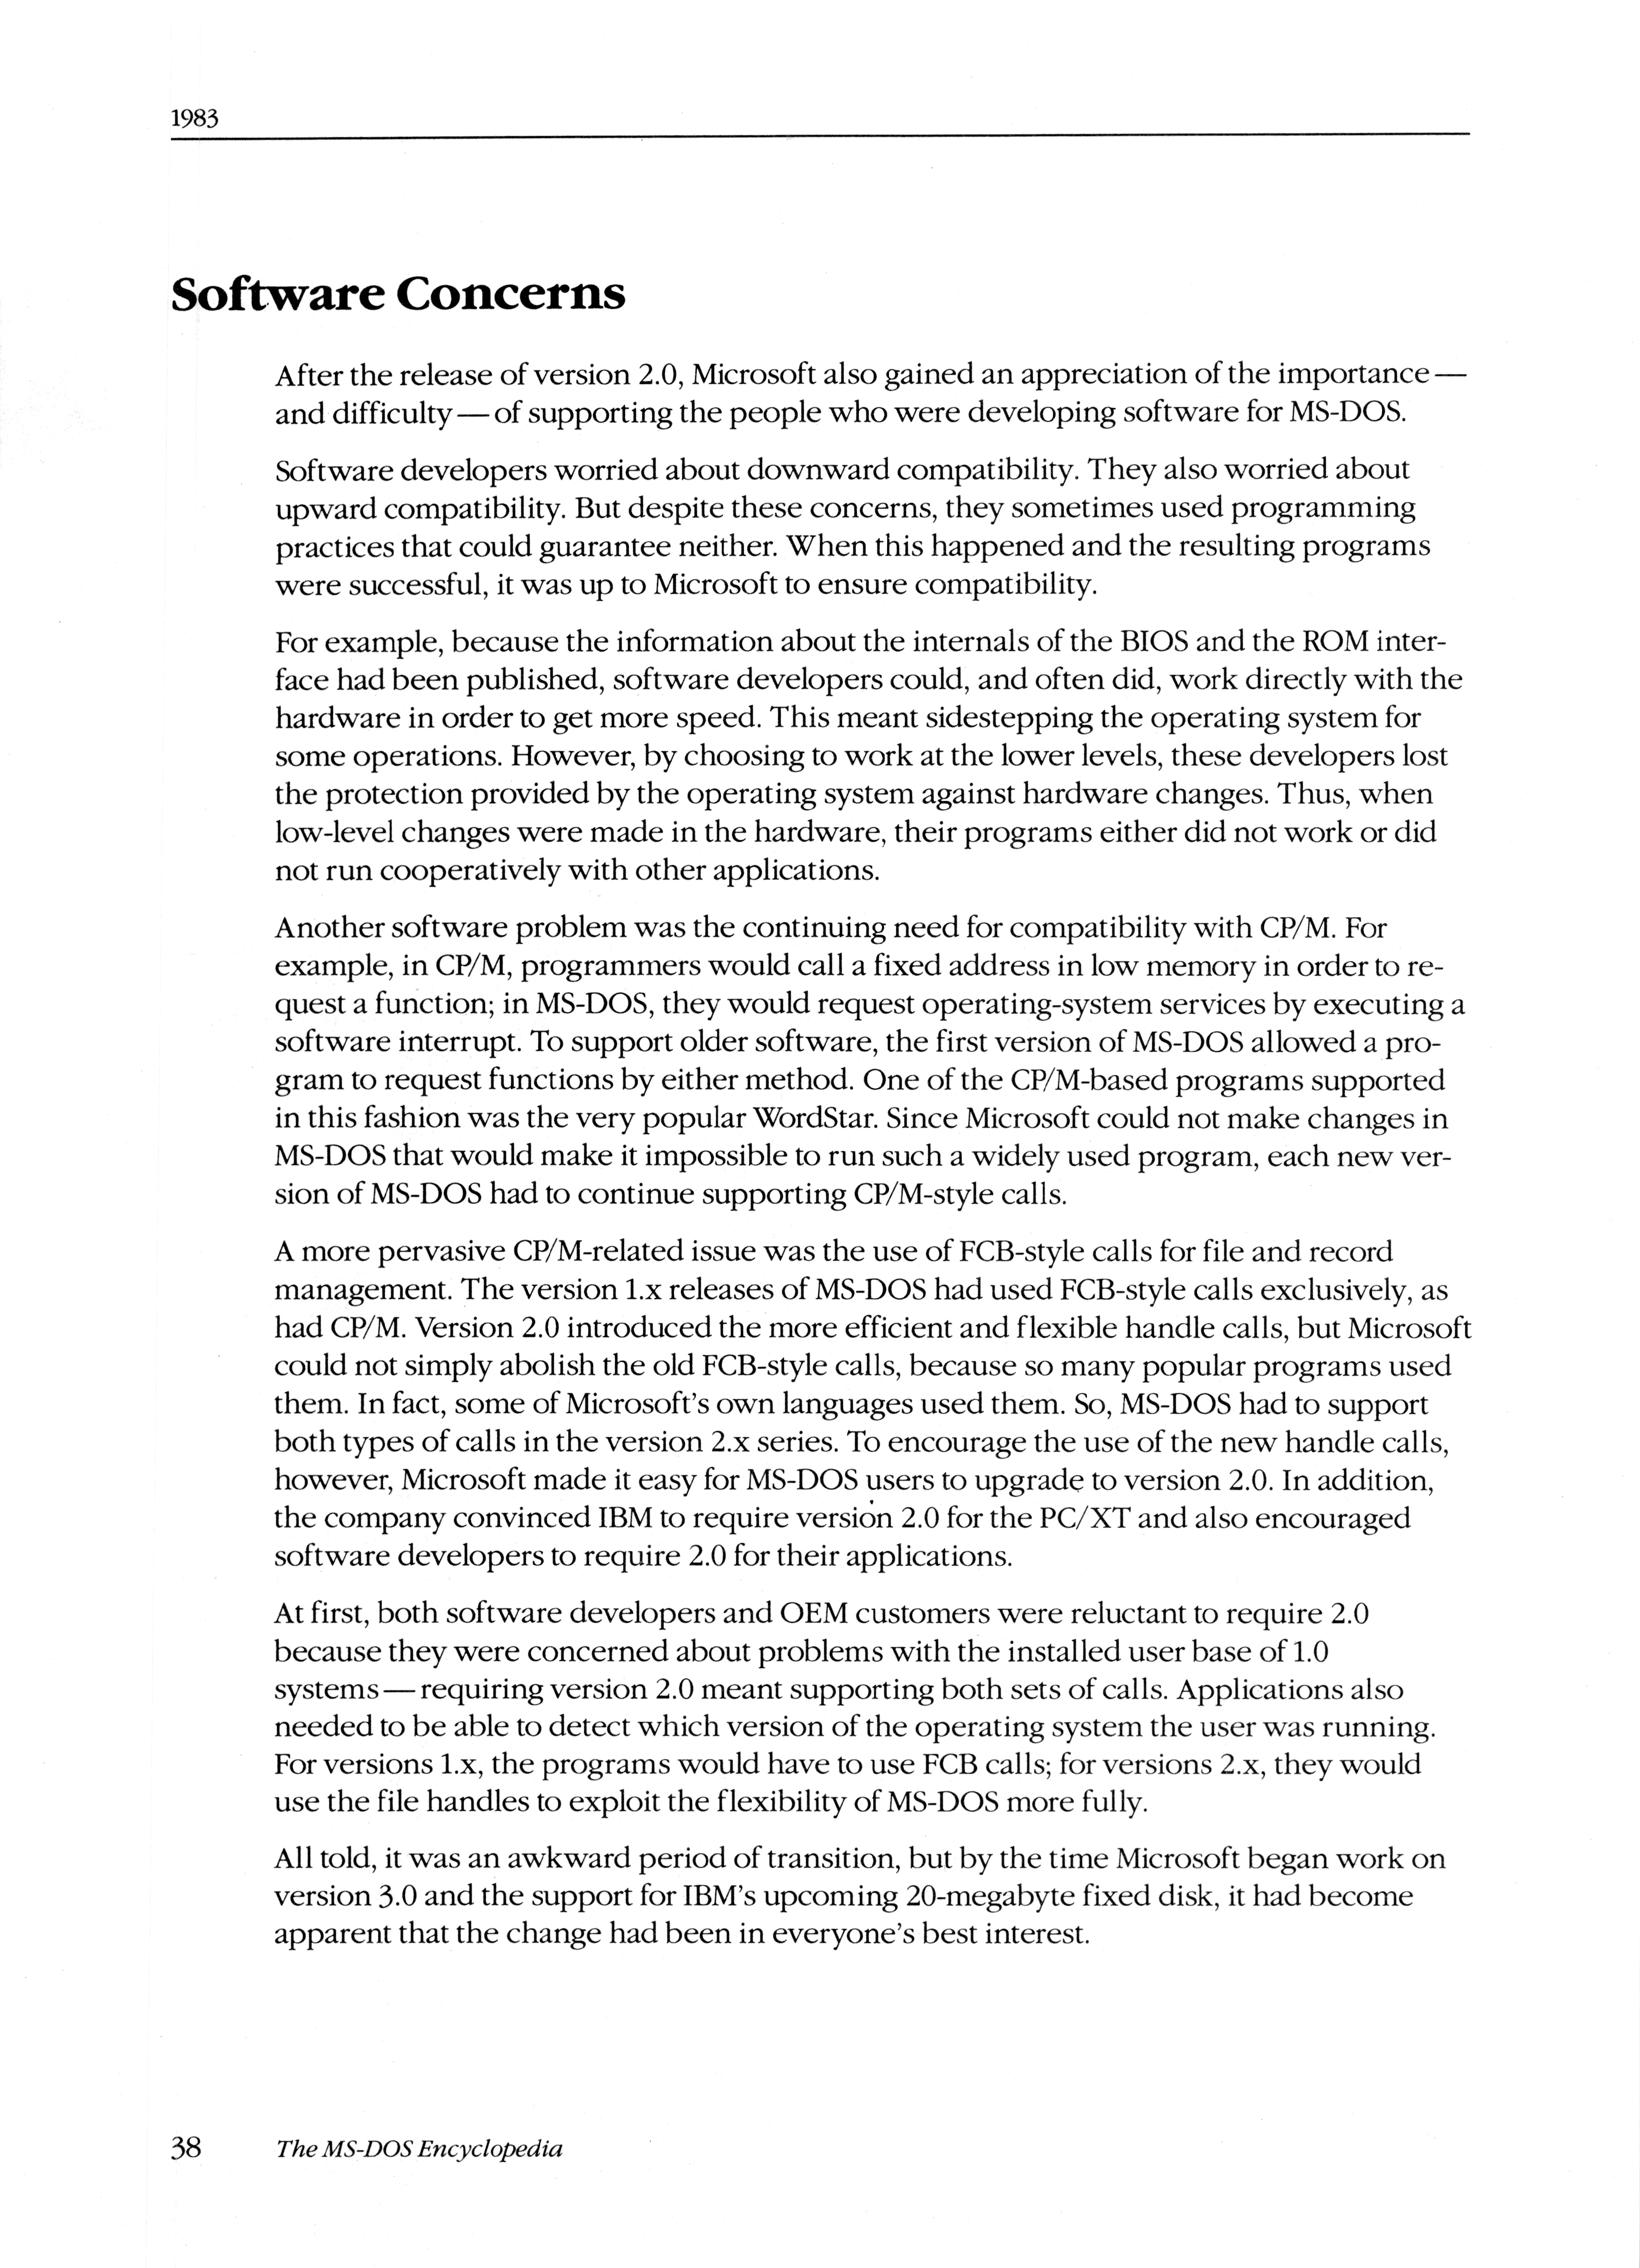 1983
Software Concerns
After the release of version 2.0, Microsoft also gained an appreciation of the importance —
and difficulty — of supporting the people who were developing software for MS-DOS.
Software developers worried about downward compatibility. They also worried about
upward compatibility. But despite these concerns, they sometimes used programming
practices that could guarantee neither. When this happened and the resulting programs
were successful, it was up to Microsoft to ensure compatibility.
For example, because the information about the internals of the BIOS and the ROM inter-
face had been published, software developers could, and often did, work directly with the
hardware in order to get more speed. This meant sidestepping the operating system for
some operations. However, by choosing to work at the lower levels, these developers lost
the protection provided by the operating system against hardware changes. Thus, when
low-level changes were made in the hardware, their programs either did not work or did
not run cooperatively with other applications.
Another software problem was the continuing need for compatibility with CP/M. For
example, in CP/M, programmers would call a fixed address in low memory in order to re-
quest a function; in MS-DOS, they would request operating-system services by executing a
software interrupt. To support older software, the first version of MS-DOS allowed a pro-
gram to request functions by either method. One of the CP/M-based programs supported
in this fashion was the very popular WordStar. Since Microsoft could not make changes in
MS-DOS that would make it impossible to run such a widely used program, each new ver-
sion of MS-DOS had to continue supporting CP/M-style calls.
A more pervasive CP/M-related issue was the use of FCB-style calls for file and record
management. The version 1.x releases of MS-DOS had used FCB-style calls exclusively, as
had CP/M. Version 2.0 introduced the more efficient and flexible handle calls, but Microsoft
could not simply abolish the old FCB-style calls, because so many popular programs used
them. In fact, some of Microsoft's own languages used them. So, MS-DOS had to support
both types of calls in the version 2.x series. To encourage the use of the new handle calls,
however, Microsoft made it easy for MS-DOS users to upgrade to version 2.0. In addition,
the company convinced IBM to require version 2.0 for the PC/XT and also encouraged
software developers to require 2.0 for their applications.
At first, both software developers and OEM customers were reluctant to require 2.0
because they were concerned about problems with the installed user base of 1.0
systems — requiring version 2.0 meant supporting both sets of calls. Applications also
needed to be able to detect which version of the operating system the user was running.
For versions 1.x, the programs would have to use FCB calls; for versions 2.x, they would
use the file handles to exploit the flexibility of MS-DOS more fully.
All told, it was an awkward period of transition, but by the time Microsoft began work on
version 3.0 and the support for IBM's upcoming 20-megabyte fixed disk, it had become
apparent that the change had been in everyone's best interest.
38 The MS-DOS Encyclopedia